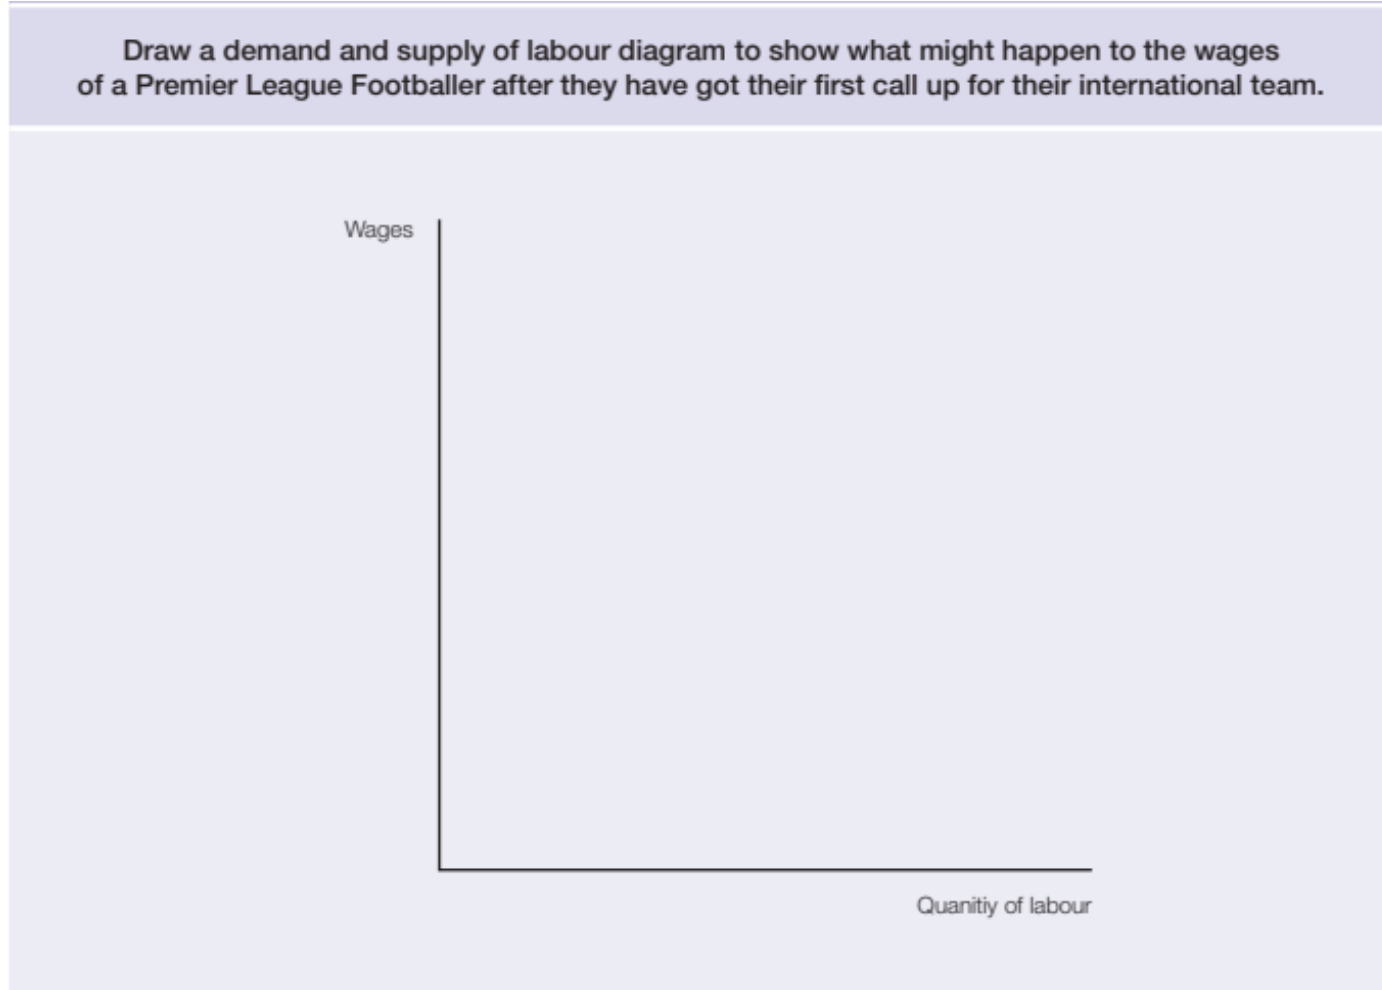 Draw a demand and supply of labour diagram to show what might happen to the wages
of a Premier League Footballer after they have got their first call up for their international team.
Wages
Quanitiy of labour